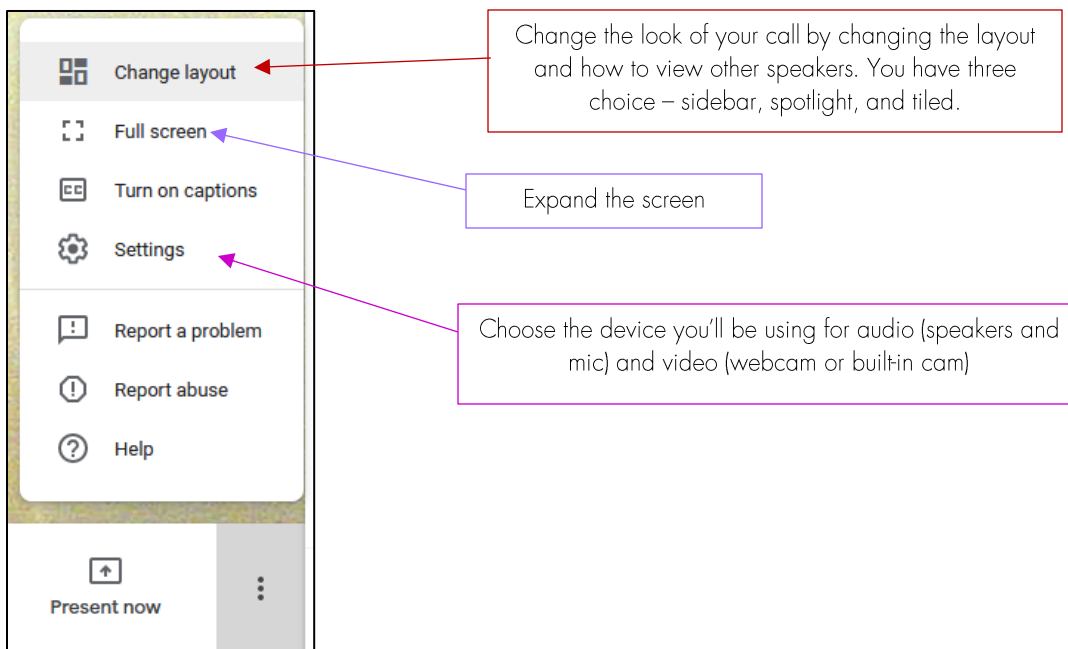 Change layout
Full screen
Turn on captions
Settings
Report a problem
Report abuse
Help
Present now
Change the look of your call by changing the layout
and how to view other speakers. You have three
choice – sidebar, spotlight, and tiled.
Expand the screen
Choose the device you’ll be using for audio (speakers and
mic) and video (webcam or built-in cam)